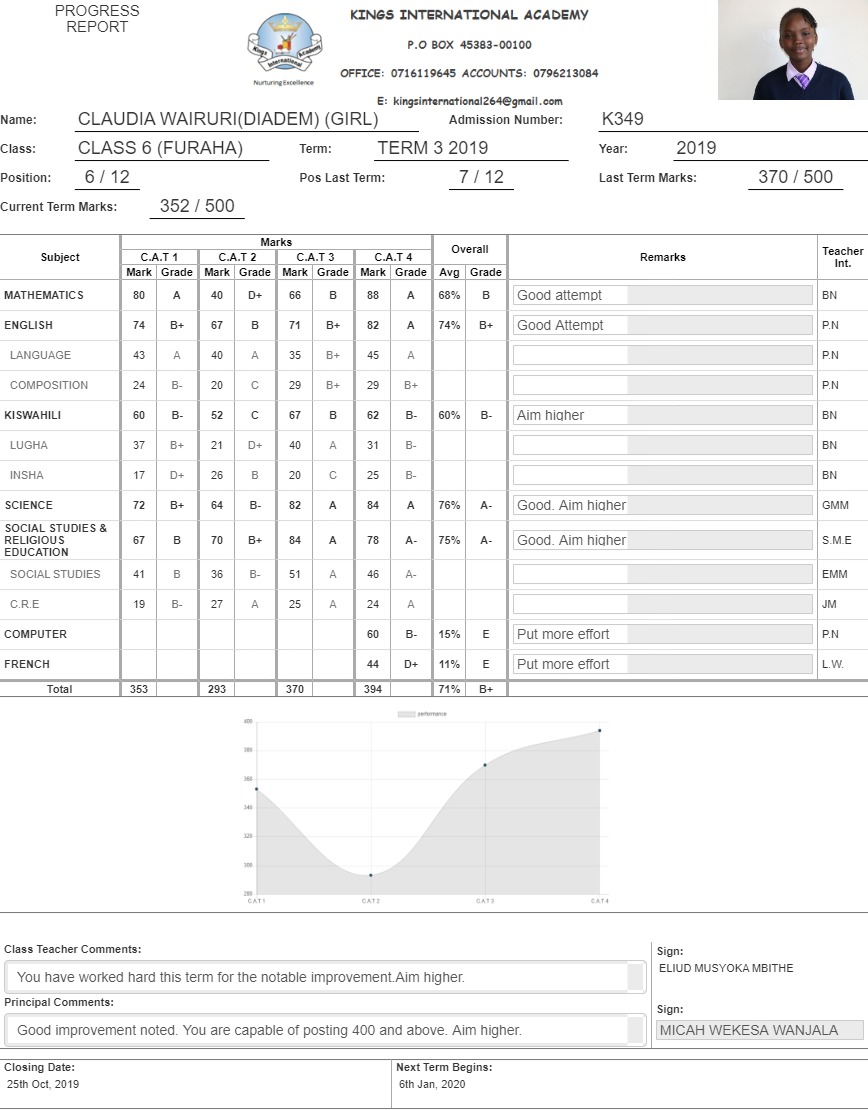 PROGRESS
REPORT
KINGS INTERNATIONAL ACADEMY
P.O BOX 45383-00100
OFFICE: 0716119645 ACCOUNTS: 0796213084
E: kingsinternational264@gmail.com
Kings Academy
International
Nurturing Excellence
Name: CLAUDIA WAIRURI(DIADEM) (GIRL) Admission Number: K349
Class: CLASS 6 (FURAHA) Term: TERM 3 2019 Year: 2019
Position: 6 / 12 Pos Last Term: 7 / 12 Last Term Marks: 370 / 500
Current Term Marks: 352 / 500
Subject Marks Overall Remarks Teacher Int.
C.A.T 1 C.A.T 2 C.A.T 3 C.A.T 4
Mark Grade Mark Grade Mark Grade Mark Grade Avg Grade
MATHEMATICS 80 A 40 D+ 66 B 88 A 68% B Good attempt BN
ENGLISH 74 B+ 67 B 71 B+ 82 A 74% B+ Good Attempt P.N
LANGUAGE 43 A 40 A 35 B+ 45 A P.N
COMPOSITION 24 B- 20 C 29 B+ 29 B+ P.N
KISWAHILI 60 B- 52 C 67 B 62 B- 60% B- Aim higher BN
LUGHA 37 B+ 21 D+ 40 A 31 B- BN
INSHA 17 D+ 26 B 20 C 25 B- BN
SCIENCE 72 B+ 64 B- 82 A 84 A 76% A- Good. Aim higher GMM
SOCIAL STUDIES &
RELIGIOUS
EDUCATION 67 B 70 B+ 84 A 78 A- 75% A- Good. Aim higher S.M.E
SOCIAL STUDIES 41 B 36 B- 51 A 46 A- EMM
C.R.E 19 B- 27 A 25 A 24 A JM
COMPUTER 60 B- 15% E Put more effort P.N
FRENCH 44 D+ 11% E Put more effort L.W.
Total 353 293 370 394 71% B+
performance
400
380
360
340
320
300
280
C.A.T 1 C.A.T 2 C.A.T 3 C.A.T 4
Class Teacher Comments:
You have worked hard this term for the notable improvement.Aim higher.
Sign:
ELIUD MUSYOKA MBITHE
Principal Comments:
Good improvement noted. You are capable of posting 400 and above. Aim higher.
Sign:
MICAH WEKESA WANJALA
Closing Date: Next Term Begins:
25th Oct, 2019 6th Jan, 2020